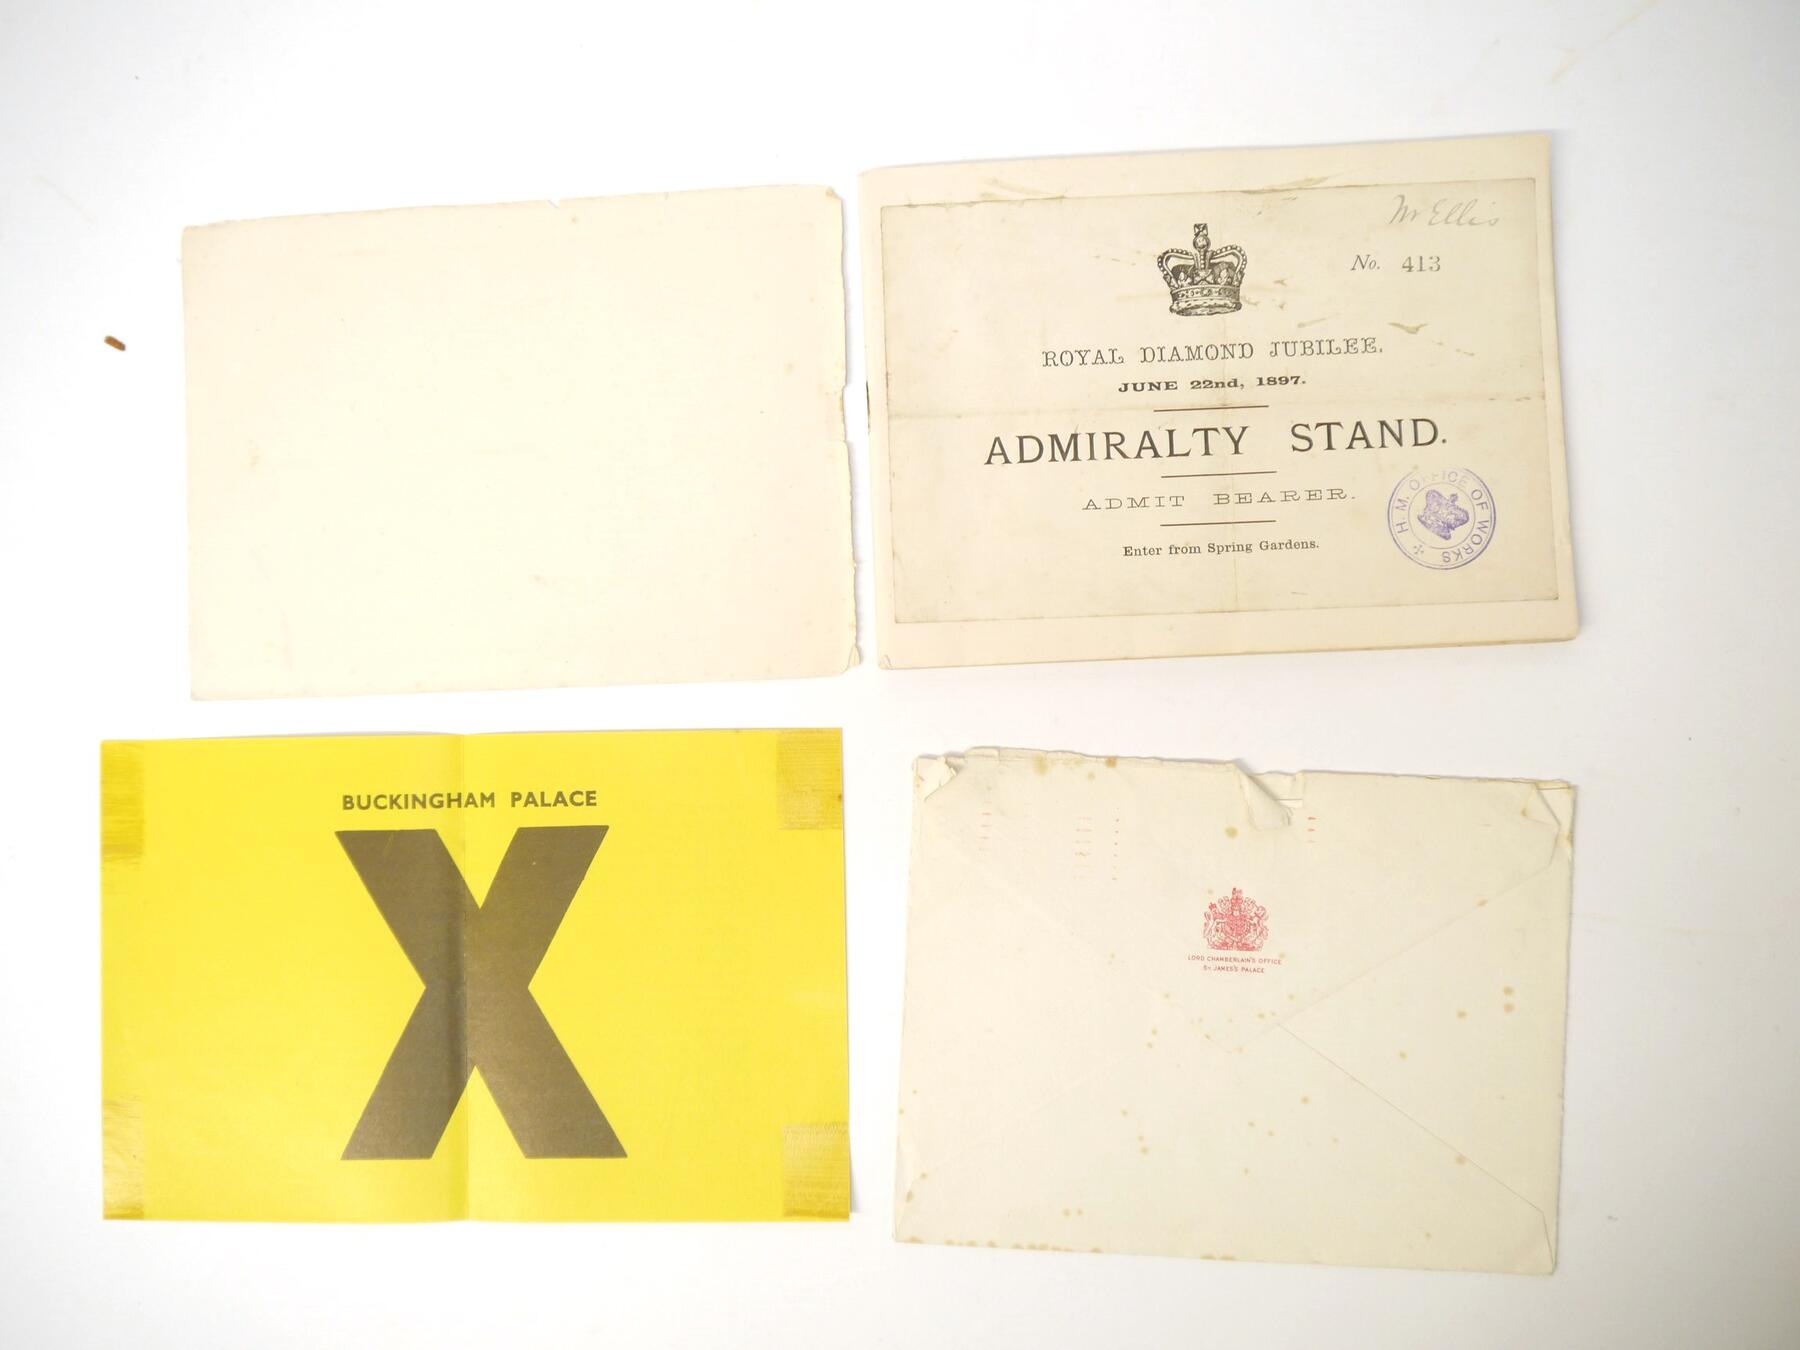 Mr Ellis
No. 413
ROYAL DIAMOND JUBILEE.
JUNE 22nd, 1897.
ADMIRALTY STAND.
ADMIT BEARER.
Enter from Spring Gardens.
H. M. OFFICE OF WORKS
BUCKINGHAM PALACE
X
LORD CHAMBERLAIN'S OFFICE
ST. JAMES'S PALACE